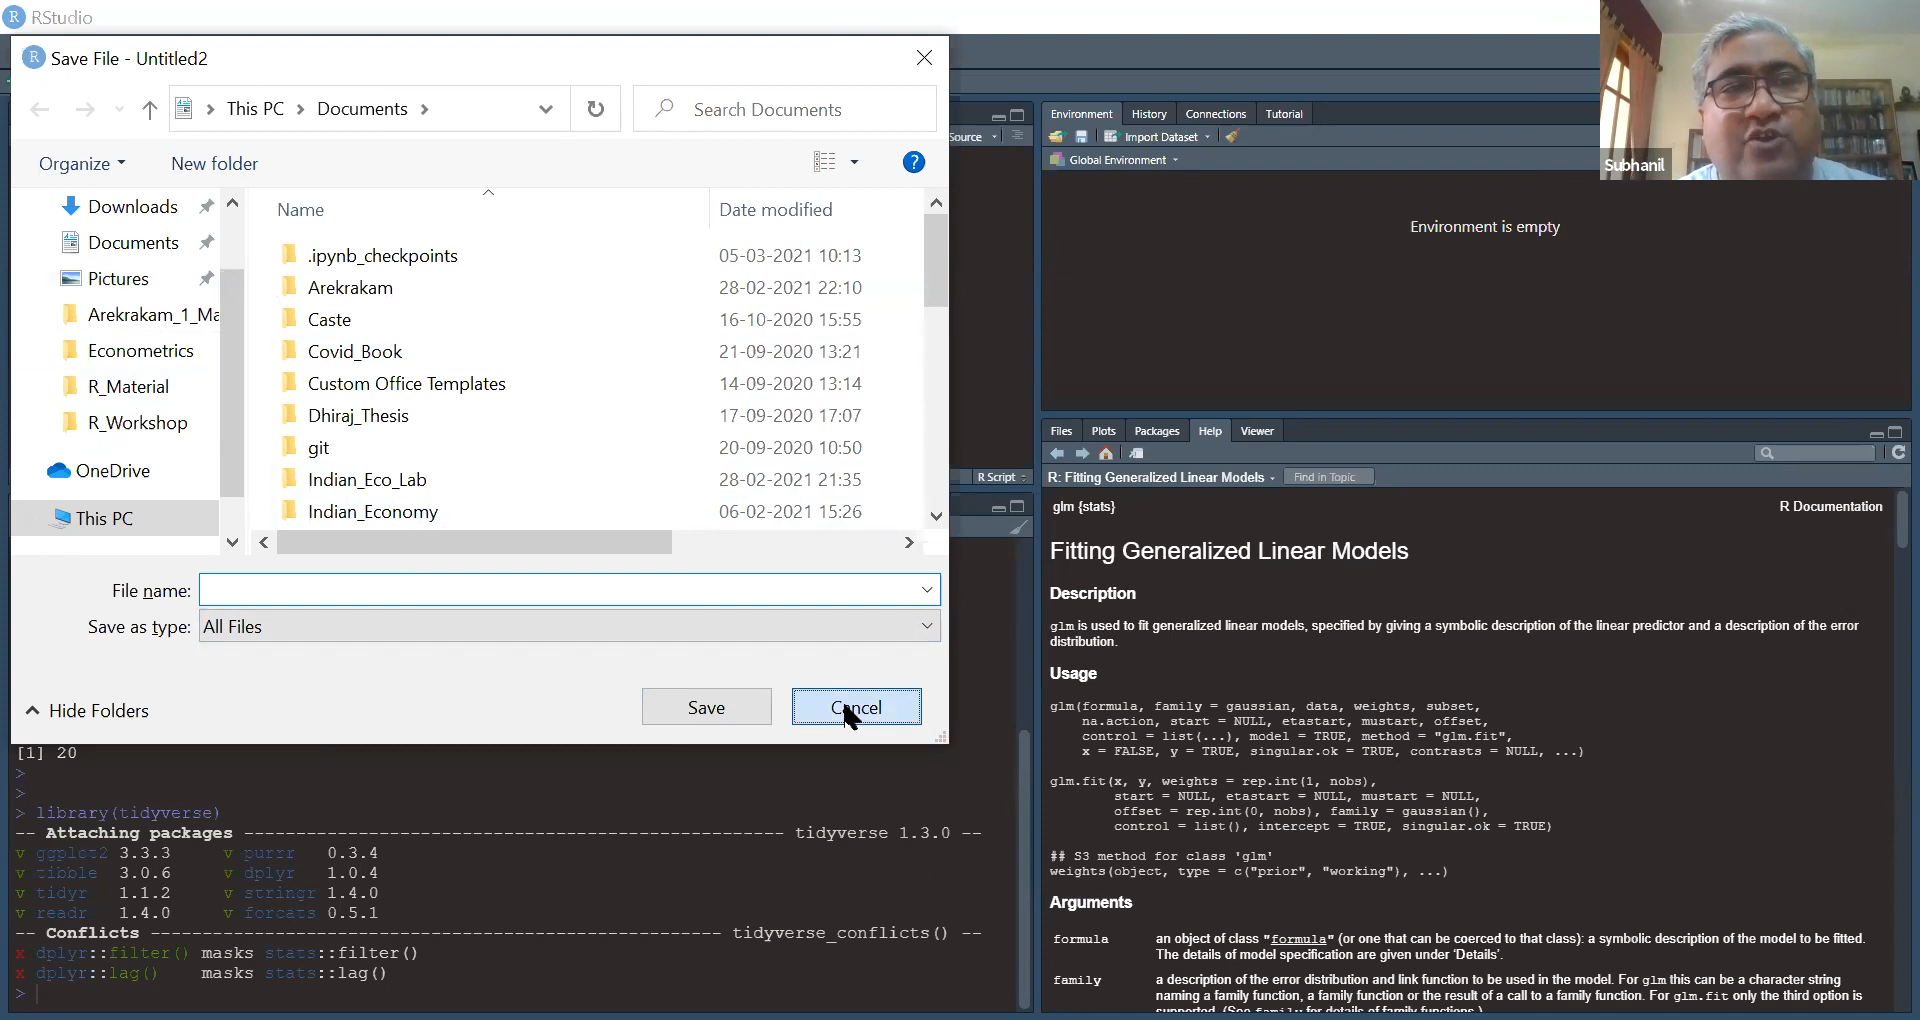 RStudio
Save File - Untitled2
This PC > Documents >
Search Documents
Organize
New folder
Name
Date modified
Downloads
Documents
Pictures
Arekrakam_1_Ma
Econometrics
R_Material
R_Workshop
OneDrive
This PC
.ipynb_checkpoints 05-03-2021 10:13
Arekrakam 28-02-2021 22:10
Caste 16-10-2020 15:55
Covid_Book 21-09-2020 13:21
Custom Office Templates 14-09-2020 13:14
Dhiraj_Thesis 17-09-2020 17:07
git 20-09-2020 10:50
Indian_Eco_Lab 28-02-2021 21:35
Indian_Economy 06-02-2021 15:26
File name:
Save as type: All Files
Hide Folders
Save
Cancel
Source
R Script
[1] 20
>
>
> library(tidyverse)
-- Attaching packages ------------------------------------------ tidyverse 1.3.0 --
v ggplot2 3.3.3 v purrr 0.3.4
v tibble 3.0.6 v dplyr 1.0.4
v tidyr 1.1.2 v stringr 1.4.0
v readr 1.4.0 v forcats 0.5.1
-- Conflicts --------------------------------------------- tidyverse_conflicts() --
x dplyr::filter() masks stats::filter()
x dplyr::lag() masks stats::lag()
>
Environment History Connections Tutorial
Import Dataset
Global Environment
Environment is empty
Subhanil
Files Plots Packages Help Viewer
R: Fitting Generalized Linear Models
Find in Topic
glm {stats}
R Documentation
Fitting Generalized Linear Models
Description
glm is used to fit generalized linear models, specified by giving a symbolic description of the linear predictor and a description of the error
distribution.
Usage
glm(formula, family = gaussian, data, weights, subset,
na.action, start = NULL, etastart, mustart, offset,
control = list(...), model = TRUE, method = "glm.fit",
x = FALSE, y = TRUE, singular.ok = TRUE, contrasts = NULL, ...)
glm.fit(x, y, weights = rep.int(1, nobs),
start = NULL, etastart = NULL, mustart = NULL,
offset = rep.int(0, nobs), family = gaussian(),
control = list(), intercept = TRUE, singular.ok = TRUE)
## S3 method for class 'glm'
weights(object, type = c("prior", "working"), ...)
Arguments
formula an object of class "formula" (or one that can be coerced to that class): a symbolic description of the model to be fitted.
The details of model specification are given under 'Details'.
family a description of the error distribution and link function to be used in the model. For glm this can be a character string
naming a family function, a family function or the result of a call to a family function. For glm.fit only the third option is
supported. (See family for details of family functions.)